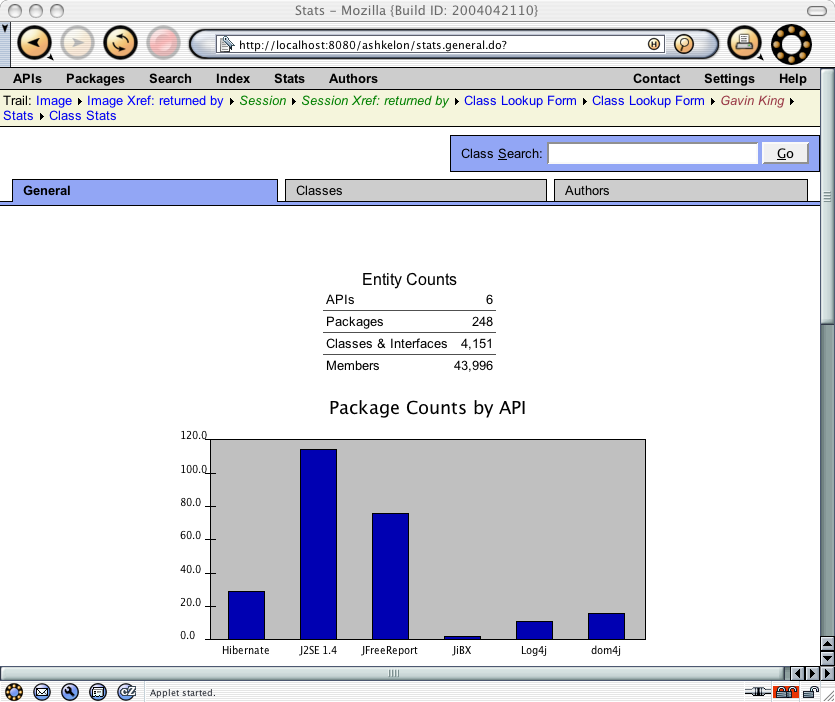 Stats - Mozilla {Build ID: 2004042110}
http://localhost:8080/ashkelon/stats.general.do?
APIs Packages Search Index Stats Authors Contact Settings Help
Trail: Image Image Xref: returned by Session Session Xref: returned by Class Lookup Form Class Lookup Form Gavin King
Stats Class Stats
Class Search: Go
General Classes Authors
Entity Counts
APIs 6
Packages 248
Classes & Interfaces 4,151
Members 43,996
Package Counts by API
120.0
100.0
80.0
60.0
40.0
20.0
0.0
Hibernate J2SE 1.4 JFreeReport JiBX Log4j dom4j
Applet started.